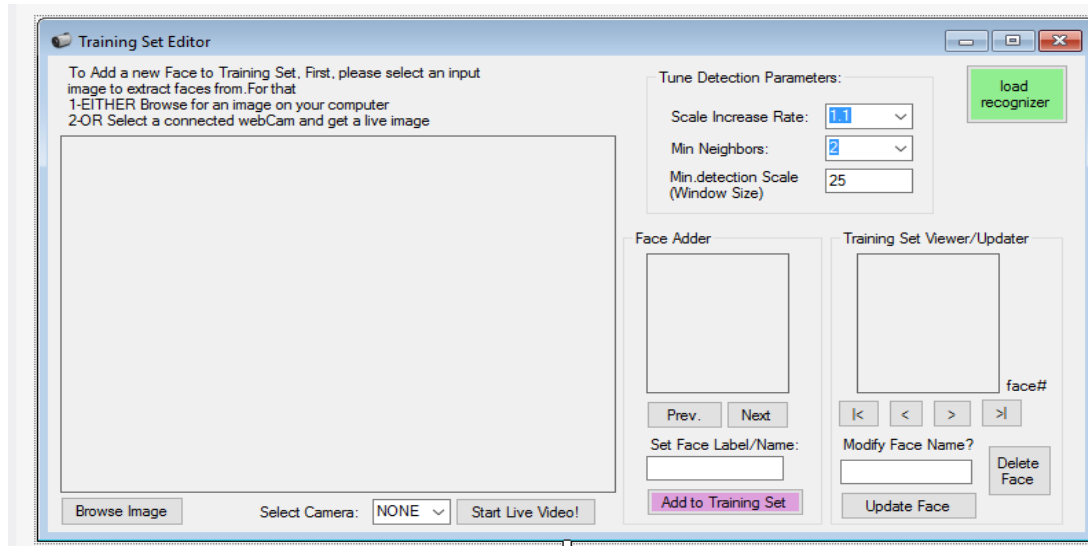 Training Set Editor
To Add a new Face to Training Set, First, please select an input
image to extract faces from.For that
1-EITHER Browse for an image on your computer
2-OR Select a connected webCam and get a live image
Tune Detection Parameters:
Scale Increase Rate: 1.1
Min Neighbors: 2
Min.detection Scale
(Window Size)
25
load
recognizer
Face Adder
Prev. Next
Set Face Label/Name:
Add to Training Set
Training Set Viewer/Updater
face#
|< < > >|
Modify Face Name?
Delete
Face
Update Face
Browse Image
Select Camera: NONE
Start Live Video!